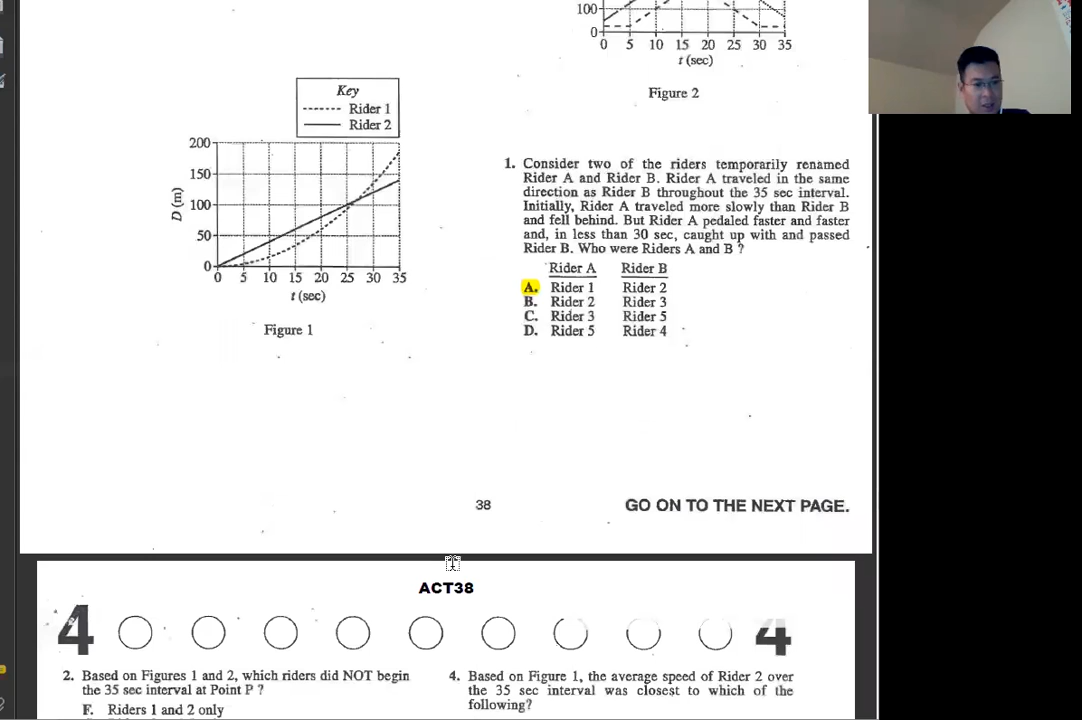 Key
Rider 1
Rider 2
200
150
100
50
0
D (m)
0 5 10 15 20 25 30 35
t (sec)
Figure 1
100
0
0 5 10 15 20 25 30 35
t (sec)
Figure 2
1. Consider two of the riders temporarily renamed
Rider A and Rider B. Rider A traveled in the same
direction as Rider B throughout the 35 sec interval.
Initially, Rider A traveled more slowly than Rider B
and fell behind. But Rider A pedaled faster and faster
and, in less than 30 sec, caught up with and passed
Rider B. Who were Riders A and B ?
Rider A Rider B
A. Rider 1 Rider 2
B. Rider 2 Rider 3
C. Rider 3 Rider 5
D. Rider 5 Rider 4
38
GO ON TO THE NEXT PAGE.
ACT38
4 4
2. Based on Figures 1 and 2, which riders did NOT begin
the 35 sec interval at Point P ?
F. Riders 1 and 2 only
4. Based on Figure 1, the average speed of Rider 2 over
the 35 sec interval was closest to which of the
following?